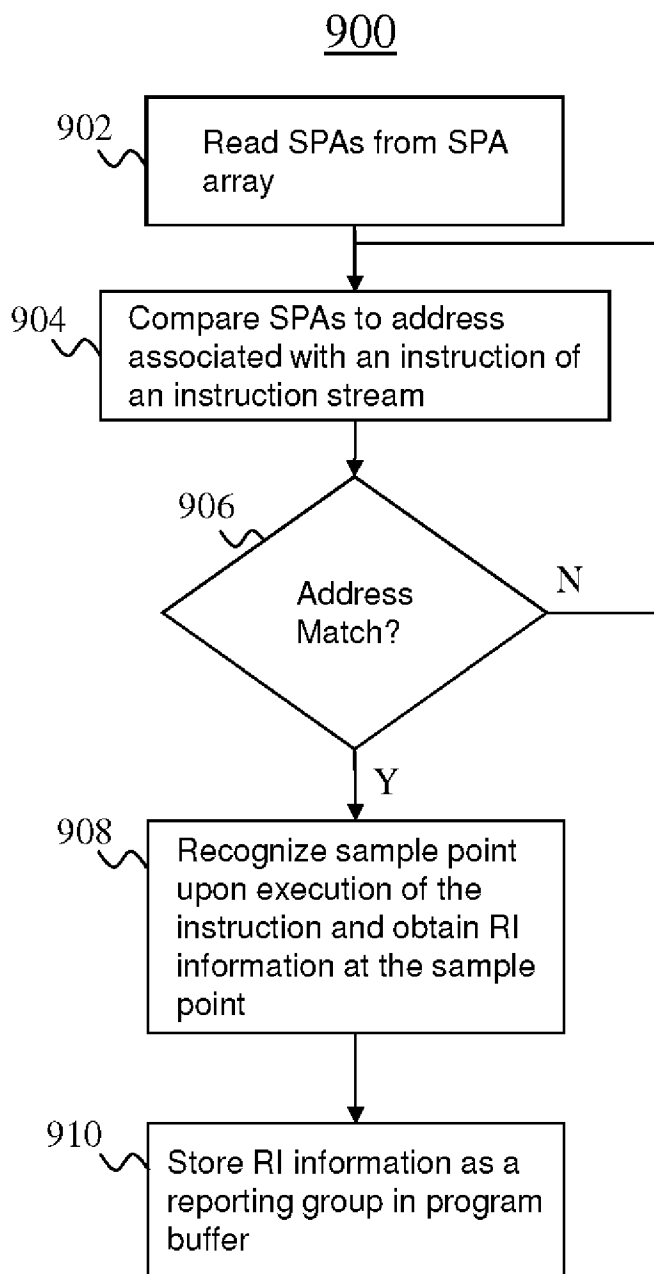 900
902
Read SPAs from SPA
array
904
Compare SPAs to address
associated with an instruction of
an instruction stream
906
Address
Match?
N
Y
908
Recognize sample point
upon execution of the
instruction and obtain RI
information at the sample
point
910
Store RI information as a
reporting group in program
buffer